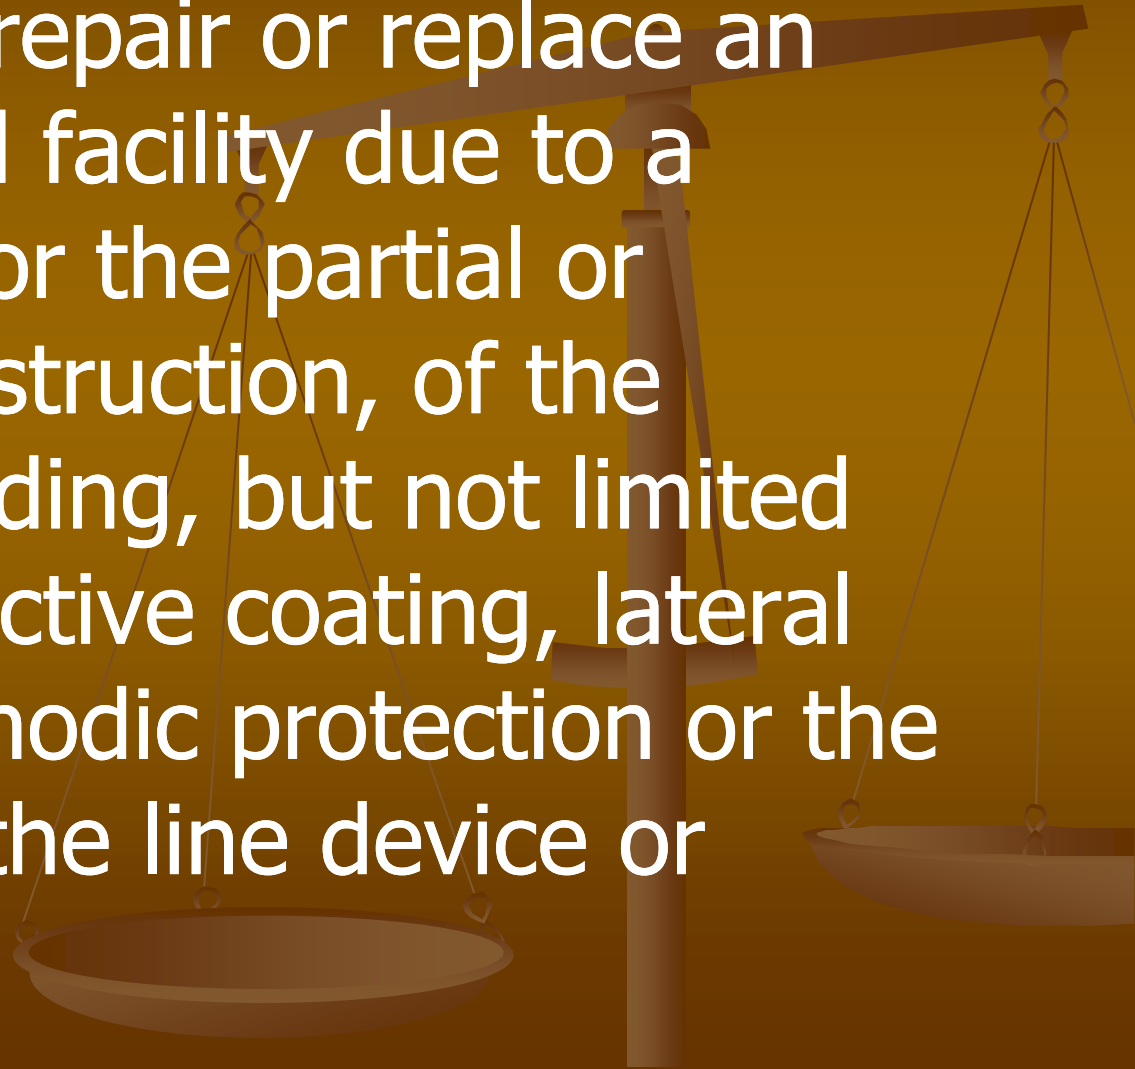 repair or replace an
facility due to a
or the partial or
struction, of the
ding, but not limited
ctive coating, lateral
nodic protection or the
the line device or